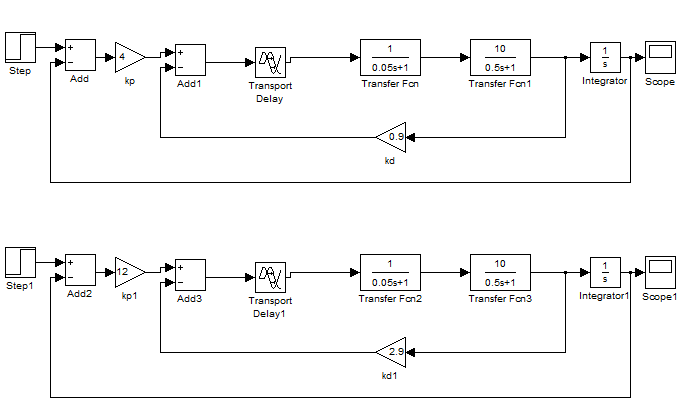 Step
+
−
Add
4
kp
+
−
Add1
Transport
Delay
1
0.05s+1
Transfer Fcn
10
0.5s+1
Transfer Fcn1
1
s
Integrator
Scope
0.9
kd
Step1
+
−
Add2
12
kp1
+
−
Add3
Transport
Delay1
1
0.05s+1
Transfer Fcn2
10
0.5s+1
Transfer Fcn3
1
s
Integrator1
Scope1
2.9
kd1